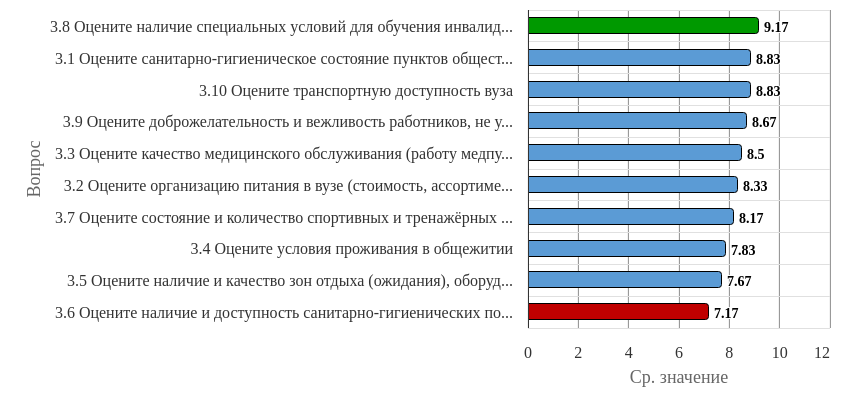 3.8 Оцените наличие специальных условий для обучения инвалид... 9.17
3.1 Оцените санитарно-гигиеническое состояние пунктов общест... 8.83
3.10 Оцените транспортную доступность вуза 8.83
3.9 Оцените доброжелательность и вежливость работников, не у... 8.67
3.3 Оцените качество медицинского обслуживания (работу медпу... 8.5
3.2 Оцените организацию питания в вузе (стоимость, ассортиме... 8.33
3.7 Оцените состояние и количество спортивных и тренажёрных ... 8.17
3.4 Оцените условия проживания в общежитии 7.83
3.5 Оцените наличие и качество зон отдыха (ожидания), оборуд... 7.67
3.6 Оцените наличие и доступность санитарно-гигиенических по... 7.17
Вопрос
0 2 4 6 8 10 12
Ср. значение